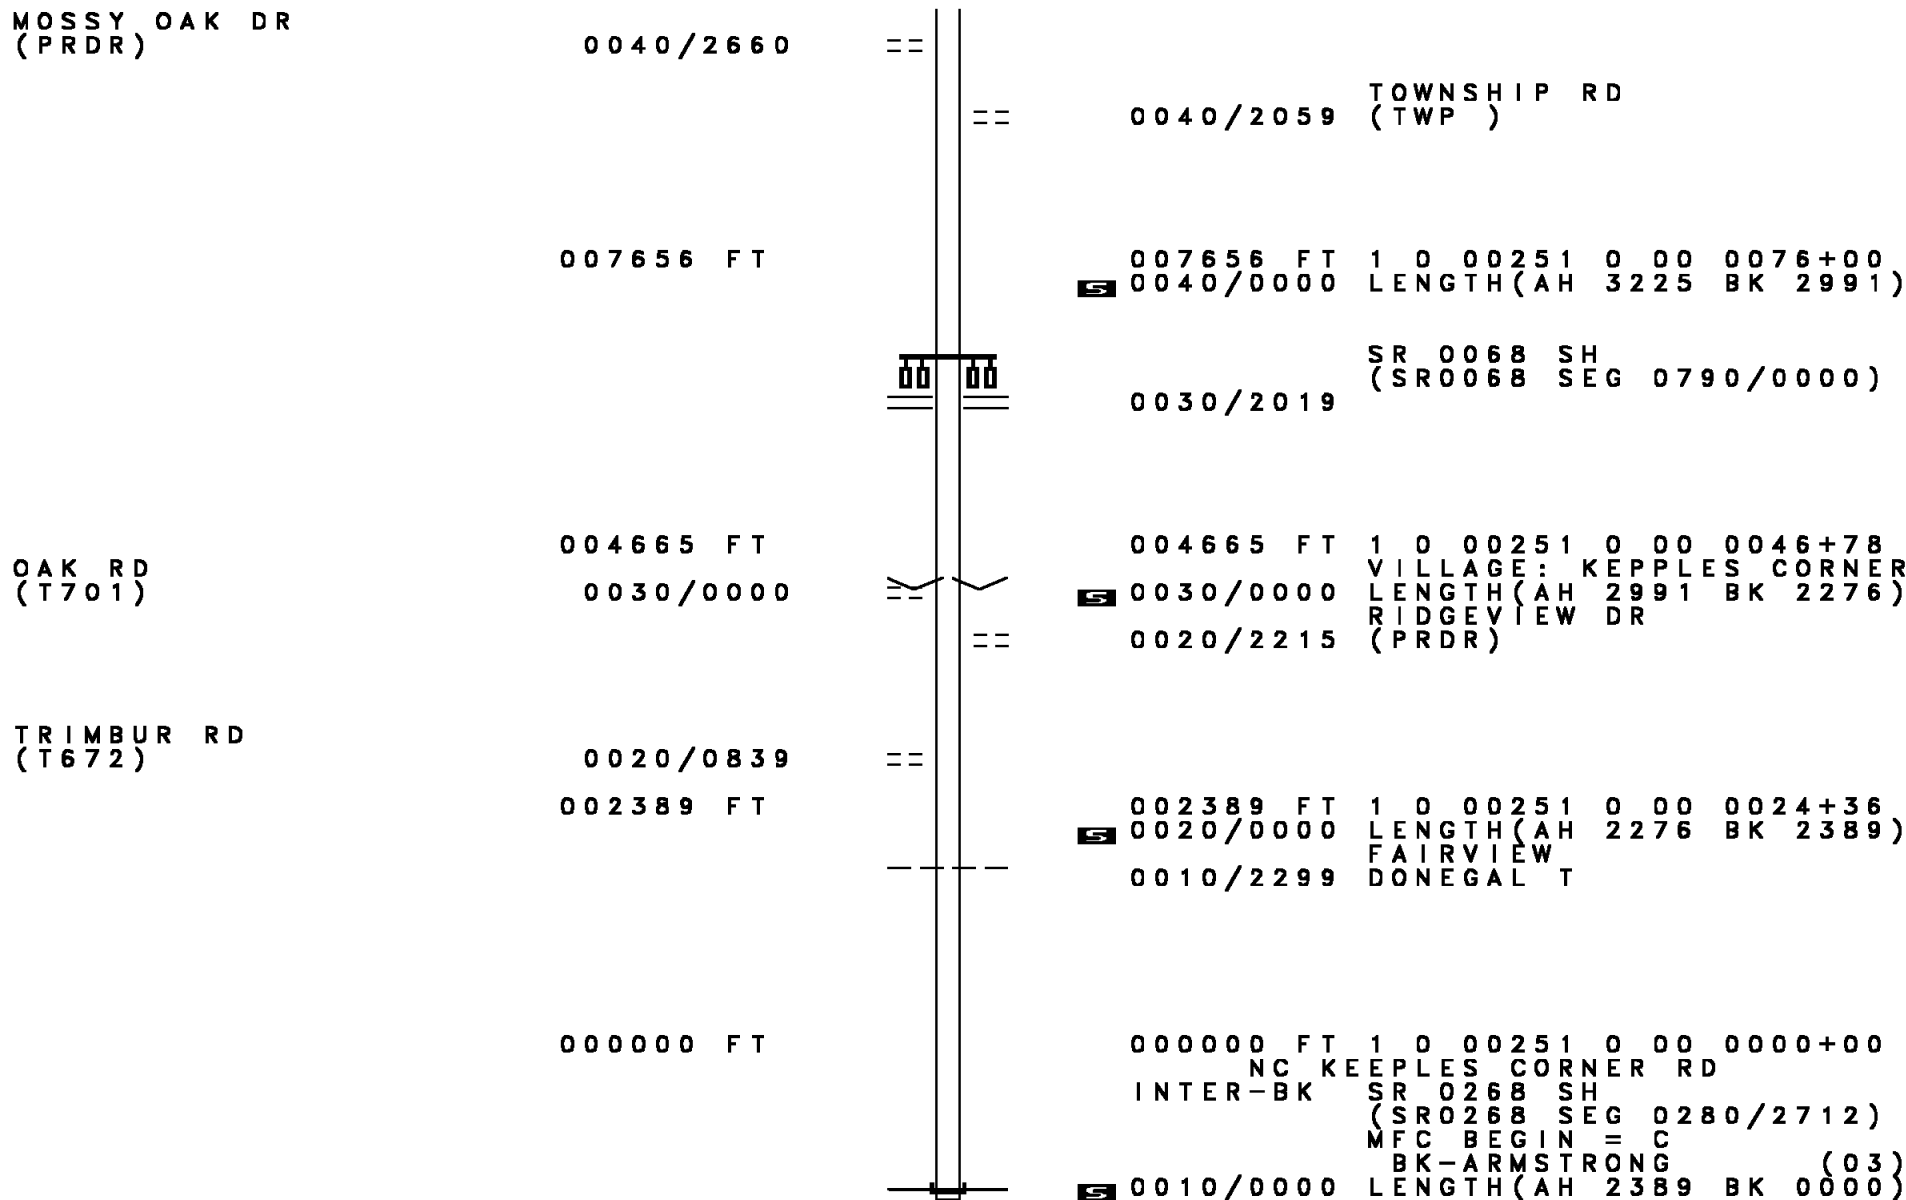 MOSSY OAK DR
(PRDR) 0040/2660
TOWNSHIP RD
0040/2059 (TWP )
007656 FT 007656 FT 1 0 00251 0 00 0076+00
S 0040/0000 LENGTH(AH 3225 BK 2991)
SR 0068 SH
(SR0068 SEG 0790/0000)
0030/2019
004665 FT 004665 FT 1 0 00251 0 00 0046+78
OAK RD VILLAGE: KEPPLES CORNER
(T701) 0030/0000 S 0030/0000 LENGTH(AH 2991 BK 2276)
RIDGEVIEW DR
0020/2215 (PRDR)
TRIMBUR RD
(T672) 0020/0839
002389 FT 002389 FT 1 0 00251 0 00 0024+36
S 0020/0000 LENGTH(AH 2276 BK 2389)
FAIRVIEW
0010/2299 DONEGAL T
000000 FT 000000 FT 1 0 00251 0 00 0000+00
NC KEEPLES CORNER RD
INTER-BK SR 0268 SH
(SR0268 SEG 0280/2712)
MFC BEGIN = C
BK-ARMSTRONG (03)
S 0010/0000 LENGTH(AH 2389 BK 0000)